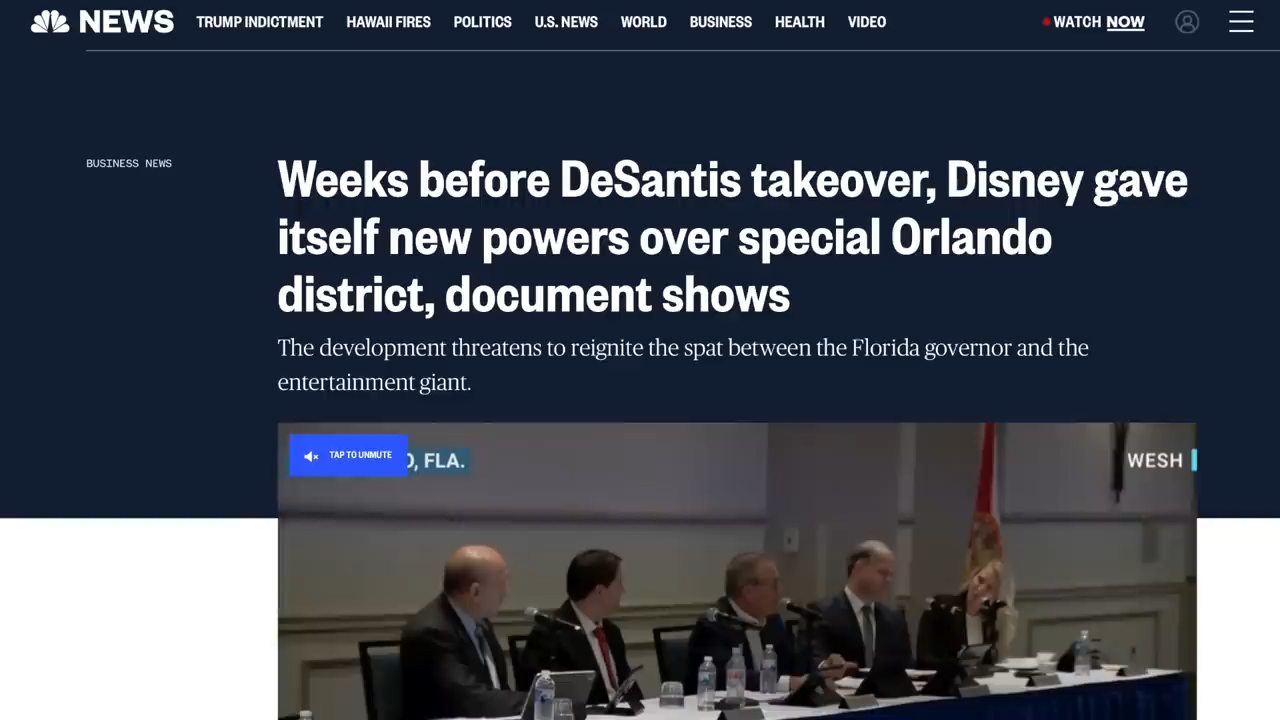 NEWS TRUMP INDICTMENT HAWAII FIRES POLITICS U.S. NEWS WORLD BUSINESS HEALTH VIDEO WATCH NOW
BUSINESS NEWS
Weeks before DeSantis takeover, Disney gave
itself new powers over special Orlando
district, document shows
The development threatens to reignite the spat between the Florida governor and the
entertainment giant.
TAP TO UNMUTE
, FLA.
WESH